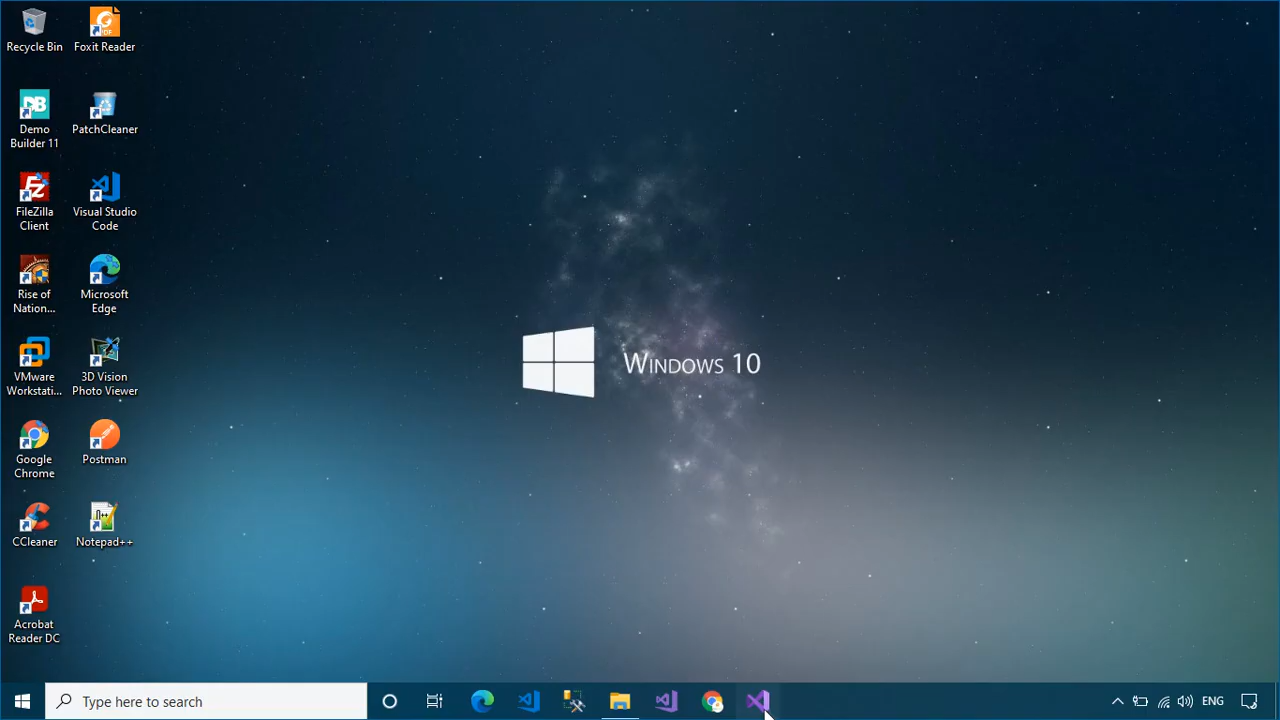 Recycle Bin
Foxit Reader
Demo
Builder 11
PatchCleaner
FileZilla
Client
Visual Studio
Code
Rise of
Nation...
Microsoft
Edge
VMware
Workstati...
3D Vision
Photo Viewer
Google
Chrome
Postman
CCleaner
Notepad++
Acrobat
Reader DC
WINDOWS 10
Type here to search
ENG